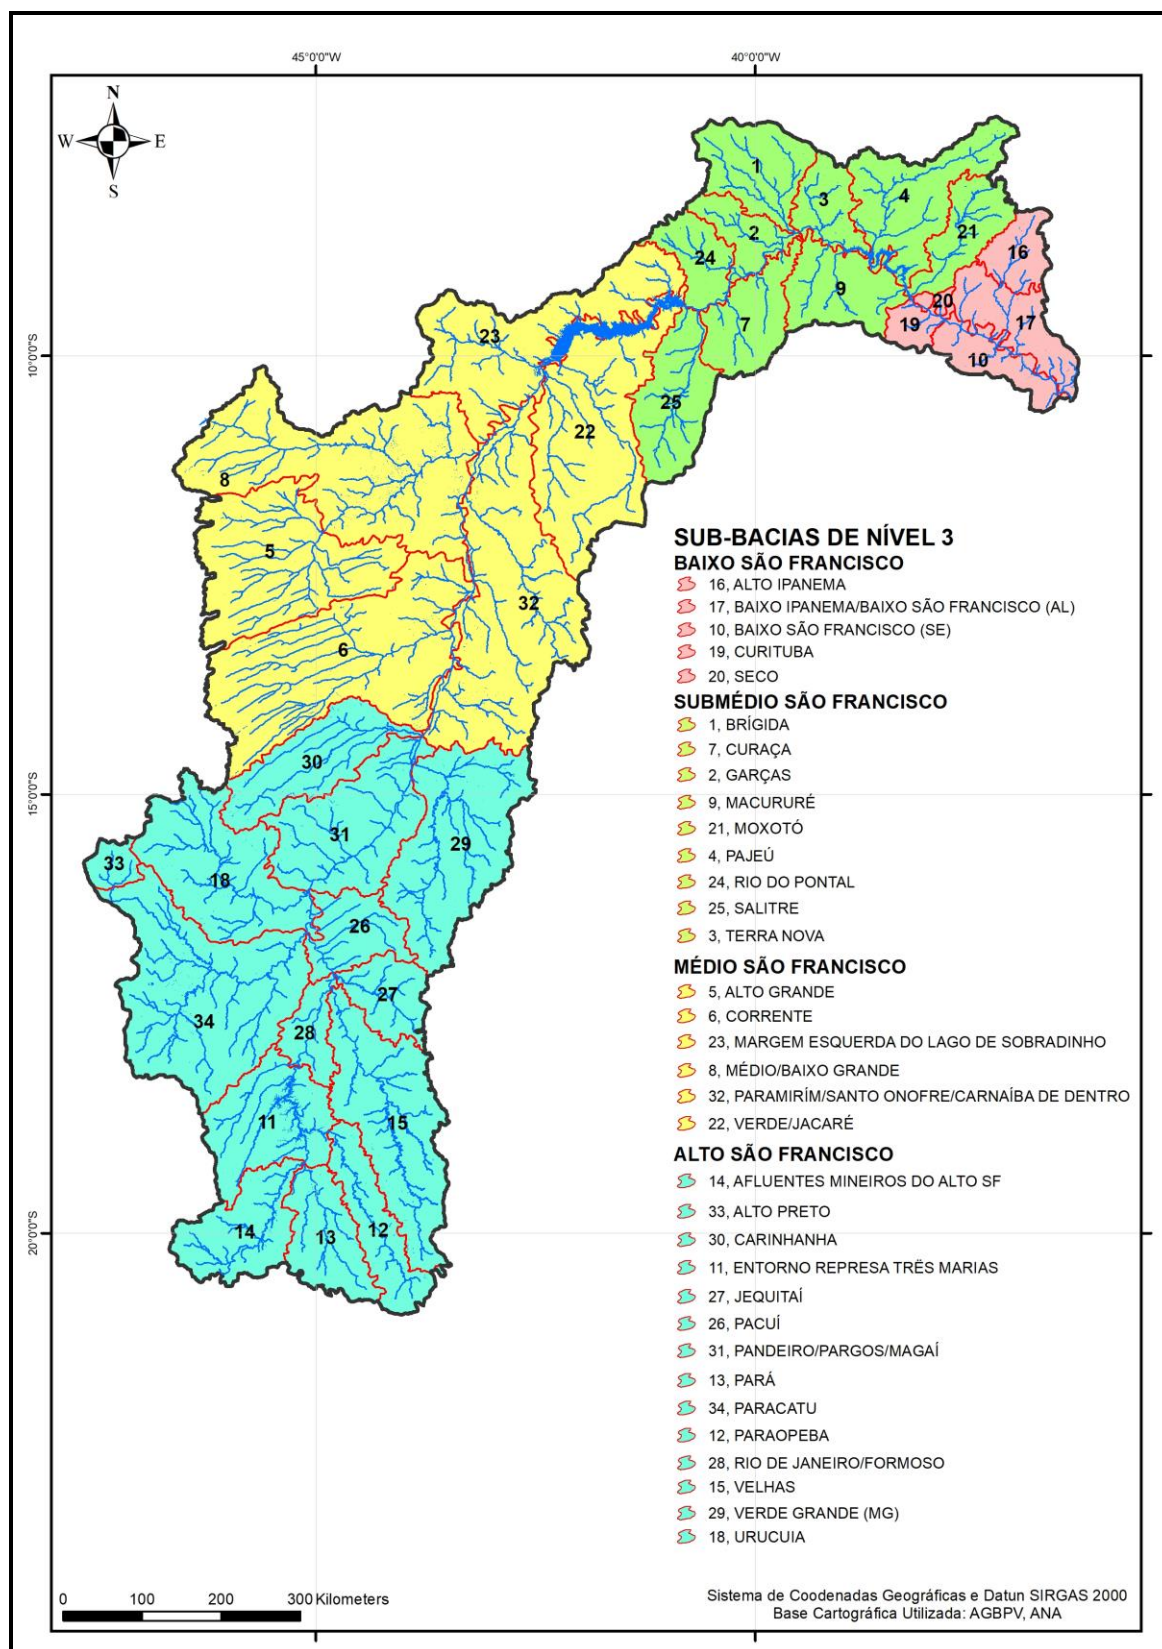 45°0'0"W
40°0'0"W
N
W
E
S
10°0'0"S
15°0'0"S
20°0'0"S
1
3
4
2
21
24
16
9
20
7
19
17
10
23
25
22
8
5
32
6
30
31
29
33
18
26
27
34
28
11
15
14
13
12
SUB-BACIAS DE NÍVEL 3
BAIXO SÃO FRANCISCO
16, ALTO IPANEMA
17, BAIXO IPANEMA/BAIXO SÃO FRANCISCO (AL)
10, BAIXO SÃO FRANCISCO (SE)
19, CURITUBA
20, SECO
SUBMÉDIO SÃO FRANCISCO
1, BRÍGIDA
7, CURAÇA
2, GARÇAS
9, MACURURÉ
21, MOXOTÓ
4, PAJEÚ
24, RIO DO PONTAL
25, SALITRE
3, TERRA NOVA
MÉDIO SÃO FRANCISCO
5, ALTO GRANDE
6, CORRENTE
23, MARGEM ESQUERDA DO LAGO DE SOBRADINHO
8, MÉDIO/BAIXO GRANDE
32, PARAMIRÍM/SANTO ONOFRE/CARNAÍBA DE DENTRO
22, VERDE/JACARÉ
ALTO SÃO FRANCISCO
14, AFLUENTES MINEIROS DO ALTO SF
33, ALTO PRETO
30, CARINHANHA
11, ENTORNO REPRESA TRËS MARIAS
27, JEQUITAÍ
26, PACUÍ
31, PANDEIRO/PARGOS/MAGAÍ
13, PARÁ
34, PARACATU
12, PARAOPEBA
28, RIO DE JANEIRO/FORMOSO
15, VELHAS
29, VERDE GRANDE (MG)
18, URUCUIA
0 100 200 300 Kilometers
Sistema de Coodenadas Geográficas e Datun SIRGAS 2000
Base Cartográfica Utilizada: AGBPV, ANA